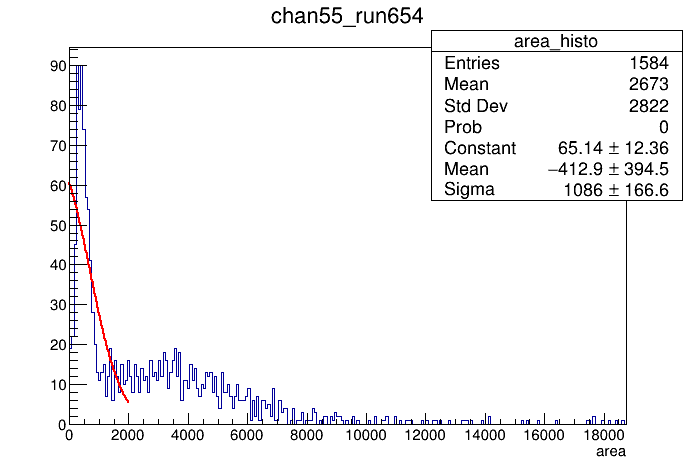 chan55_run654
area_histo
Entries 1584
Mean 2673
Std Dev 2822
Prob 0
Constant 65.14 ± 12.36
Mean −412.9 ± 394.5
Sigma 1086 ± 166.6
90
80
70
60
50
40
30
20
10
0
0 2000 4000 6000 8000 10000 12000 14000 16000 18000
area